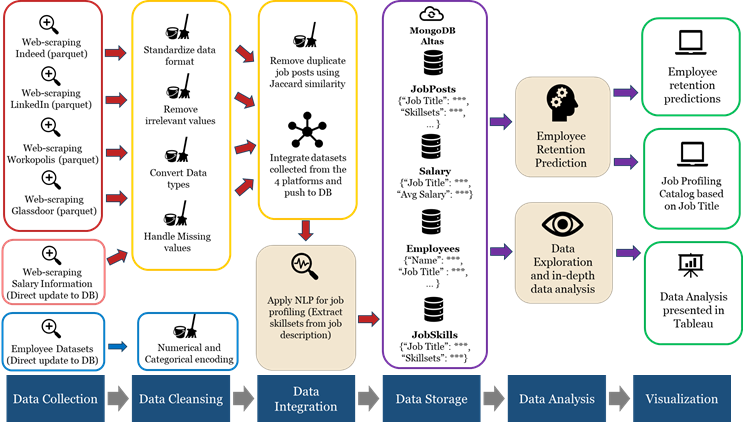 Web-scraping
Indeed (parquet)
Web-scraping
LinkedIn (parquet)
Web-scraping
Workopolis (parquet)
Web-scraping
Glassdoor (parquet)
Web-scraping
Salary Information
(Direct update to DB)
Employee Datasets
(Direct update to DB)
Standardize data
format
Remove
irrelevant values
Convert Data
types
Handle Missing
values
Numerical and
Categorical encoding
Remove duplicate
job posts using
Jaccard similarity
Integrate datasets
collected from the
4 platforms and
push to DB
Apply NLP for job
profiling (Extract
skillsets from job
description)
MongoDB
Altas
JobPosts
{“Job Title”: ***,
“Skillsets”: ***,
... }
Salary
{“Job Title”: ***,
“Avg Salary”: ***}
Employees
{“Name”: ***,
“Job Title”: ***,
... }
JobSkills
{“Job Title”: ***,
“Skillsets”: ***}
Employee
Retention
Prediction
Data
Exploration
and in-depth
data analysis
Employee
retention
predictions
Job Profiling
Catalog based
on Job Title
Data Analysis
presented in
Tableau
Data Collection
Data Cleansing
Data
Integration
Data Storage
Data Analysis
Visualization